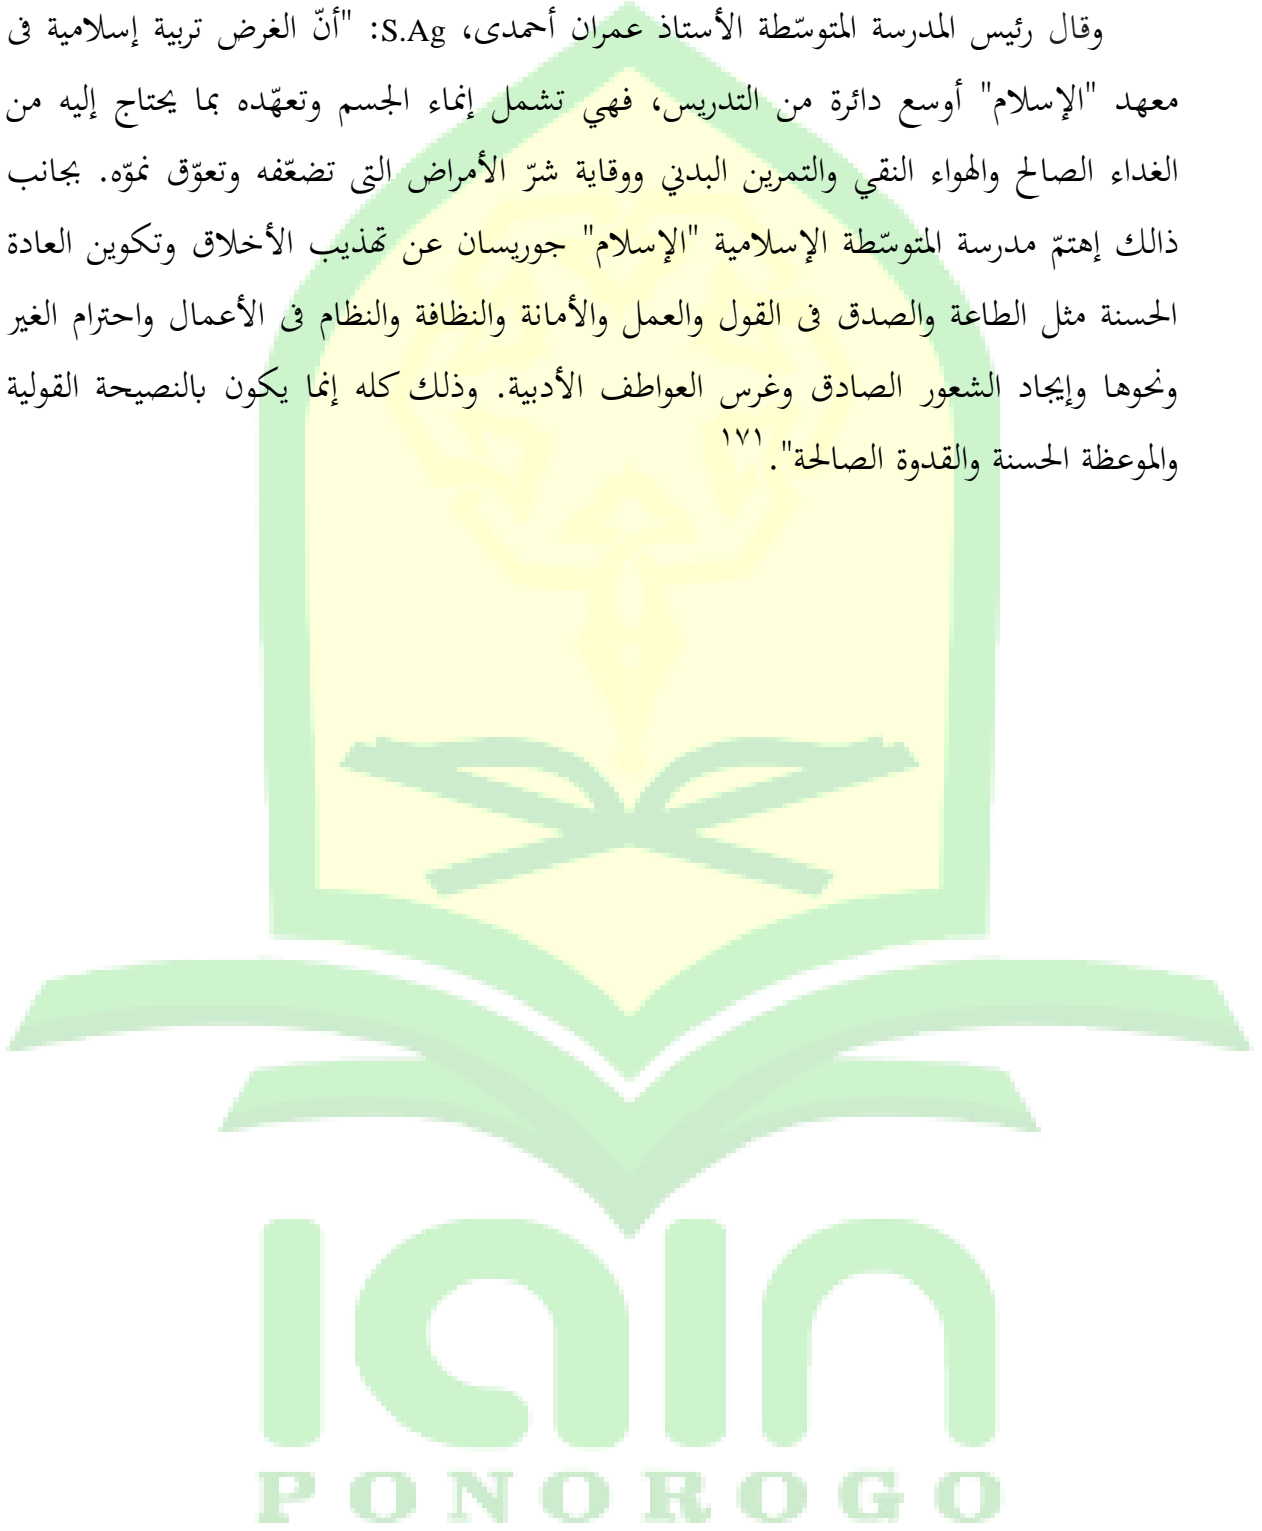 وقال رئيس المدرسة المتوسّطة الأستاذ عمران أحمدى، S.Ag: "أنّ الغرض تربية إسلامية فى
معهد "الإسلام" أوسع دائرة من التدريس، فهي تشمل إنماء الجسم وتعهّده بما يحتاج إليه من
الغداء الصالح والهواء النقي والتمرين البدني ووقاية شرّ الأمراض التى تضعّفه وتعوّق نموّه. بجانب
ذالك إهتمّ مدرسة المتوسّطة الإسلامية "الإسلام" جوريسان عن تهذيب الأخلاق وتكوين العادة
الحسنة مثل الطاعة والصدق فى القول والعمل والأمانة والنظافة والنظام فى الأعمال واحترام الغير
ونحوها وإيجاد الشعور الصادق وغرس العواطف الأدبية. وذلك كله إنما يكون بالنصيحة القولية
والموعظة الحسنة والقدوة الصالحة". ١٧١
iain
PONOROGO